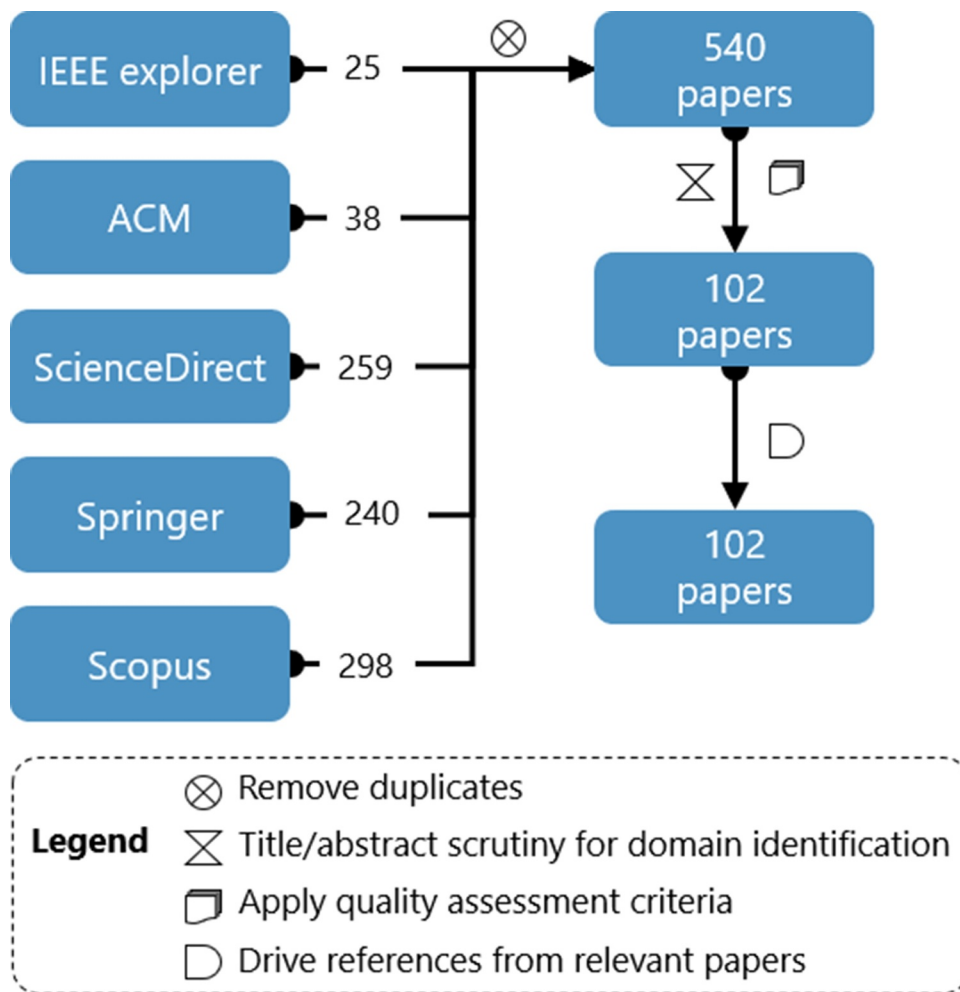 IEEE explorer
25
ACM
38
ScienceDirect
259
Springer
240
Scopus
298
540
papers
102
papers
102
papers
Legend
Remove duplicates
Title/abstract scrutiny for domain identification
Apply quality assessment criteria
Drive references from relevant papers